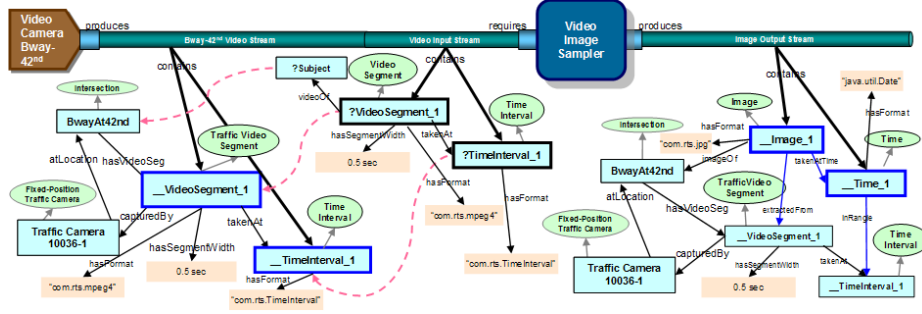 Video
Camera
Bway-
42nd
produces
Bway-42nd Video Stream
Video Input Stream
requires
Video
Image
Sampler
produces
Image Output Stream
contains
Intersection
BwayAt42nd
atLocation
hasVideoSeg
Traffic Video
Segment
Fixed-Position
Traffic Camera
Traffic Camera
10036-1
capturedBy
__VideoSegment_1
hasFormat
"com.rts.mpeg4"
hasSegmentWidth
0.5 sec
takenAt
Time
Interval
__TimeInterval_1
hasFormat
"com.rts.TimeInterval"
?Subject
videoOf
Video
Segment
contains
?VideoSegment_1
hasSegmentWidth
0.5 sec
takenAt
hasFormat
"com.rts.mpeg4"
Time
Interval
?TimeInterval_1
hasFormat
"com.rts.TimeInterval"
contains
"java.util.Date"
hasFormat
Image
hasFormat
"com.rts.jpg"
__Image_1
imageOf
takenAtTime
Time
__Time_1
Intersection
BwayAt42nd
atLocation
hasVideoSeg
TrafficVideo
Segment
extractedFrom
inRange
Fixed-Position
Traffic Camera
Traffic Camera
10036-1
capturedBy
__VideoSegment_1
hasSegmentWidth
0.5 sec
takenAt
Time
Interval
__TimeInterval_1